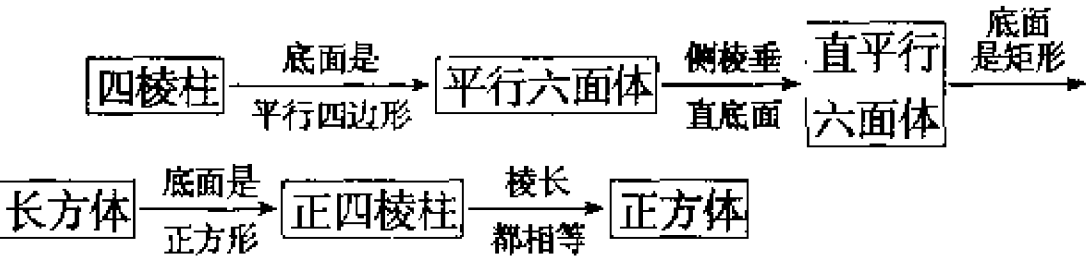 四棱柱 底面是 平行四边形 平行六面体 侧棱垂 直底面 直平行 六面体 底面 是矩形
长方体 底面是 正方形 正四棱柱 棱长 都相等 正方体